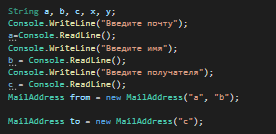 String a, b, c, x, y;
Console.WriteLine("Введите почту");
a=Console.ReadLine();
Console.WriteLine("Введите имя");
b = Console.ReadLine();
Console.WriteLine("Введите получателя");
c = Console.ReadLine();
MailAddress from = new MailAddress("a", "b");
MailAddress to = new MailAddress("c");